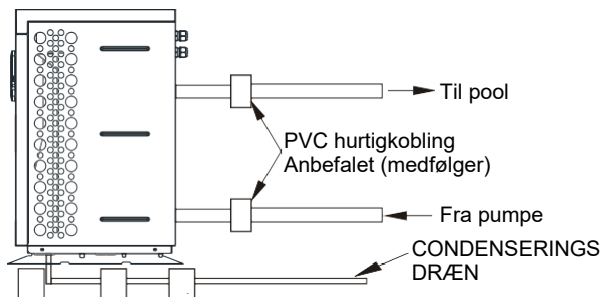 Til pool
PVC hurtigkobling
Anbefalet (medfølger)
Fra pumpe
CONDENSERINGS
DRÆN